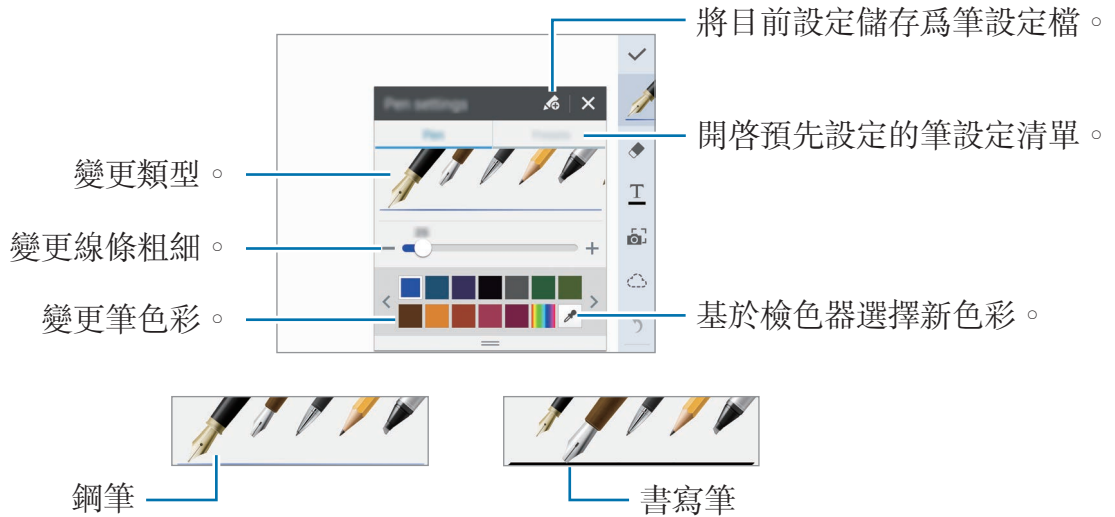 將目前設定儲存爲筆設定檔。
Pen settings
Pen
開啓預先設定的筆設定清單。
變更類型。
T
變更線條粗細。
變更筆色彩。
基於檢色器選擇新色彩。
鋼筆
書寫筆